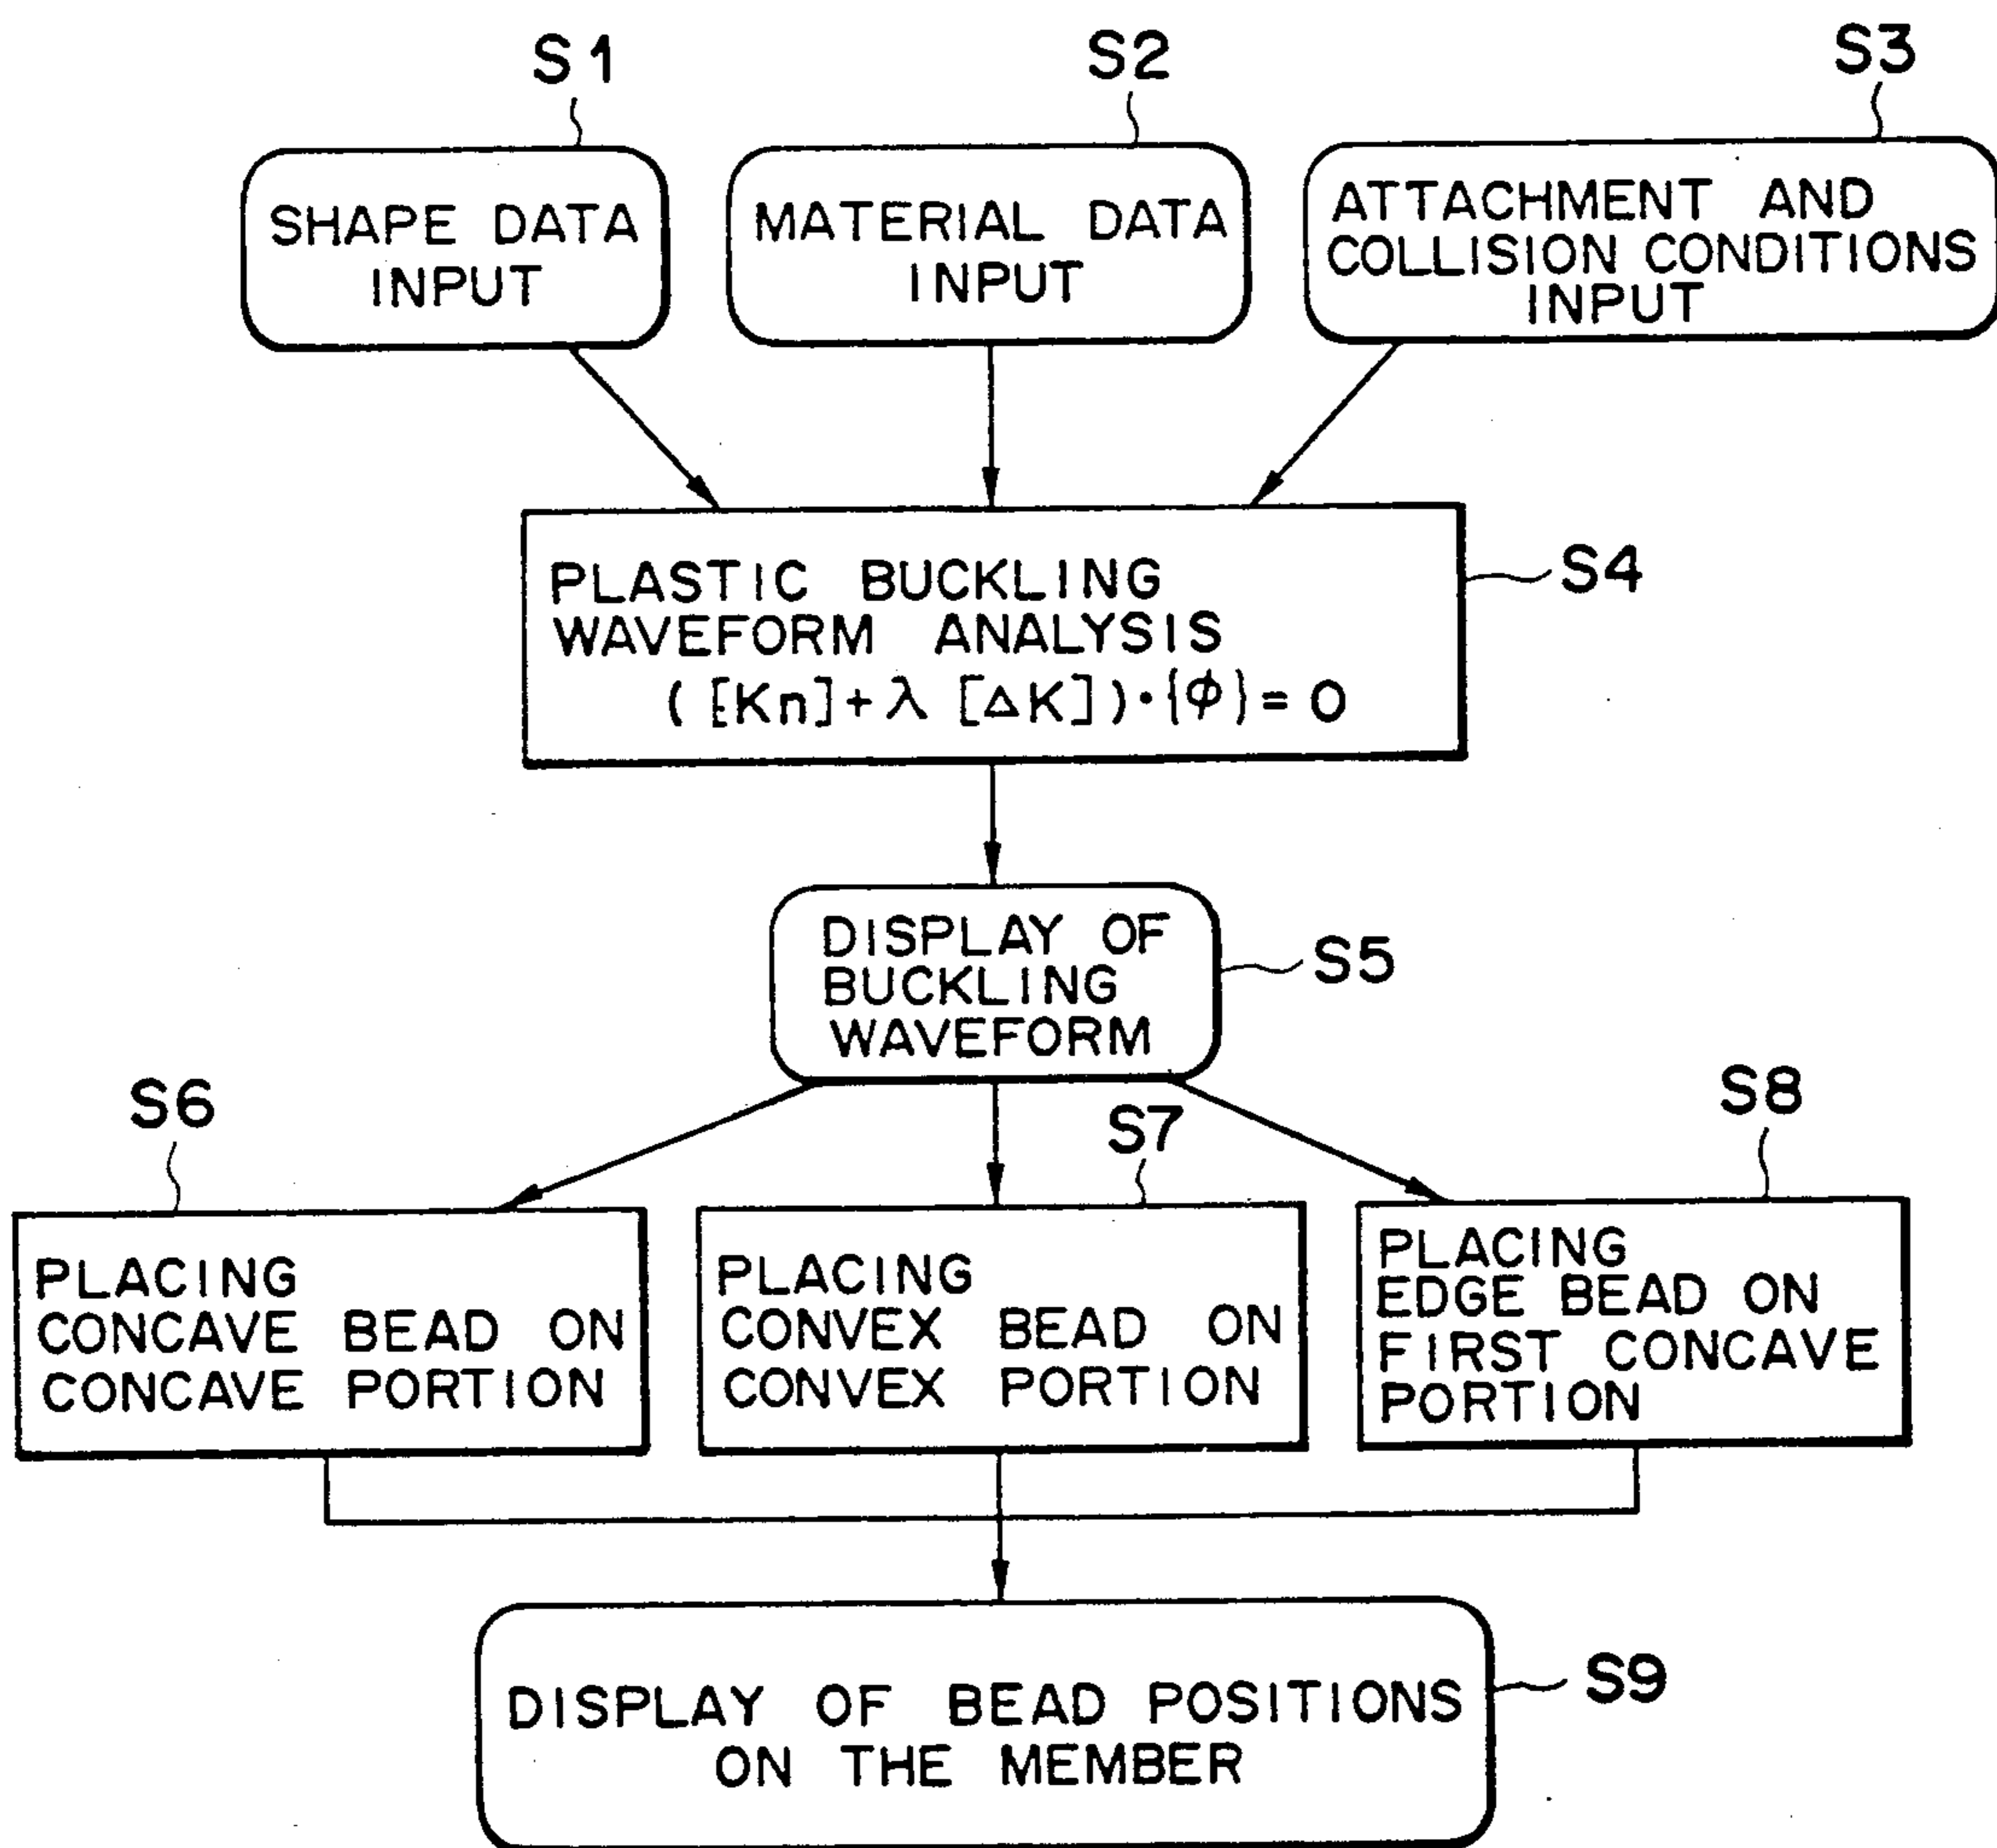 S1
S2
S3
SHAPE DATA
INPUT
MATERIAL DATA
INPUT
ATTACHMENT AND
COLLISION CONDITIONS
INPUT
PLASTIC BUCKLING
WAVEFORM ANALYSIS
([Kn]+λ [ΔK])·{φ}=0
S4
DISPLAY OF
BUCKLING
WAVEFORM
S5
S6
S7
S8
PLACING
CONCAVE BEAD ON
CONCAVE PORTION
PLACING
CONVEX BEAD ON
CONVEX PORTION
PLACING
EDGE BEAD ON
FIRST CONCAVE
PORTION
DISPLAY OF BEAD POSITIONS
ON THE MEMBER
S9